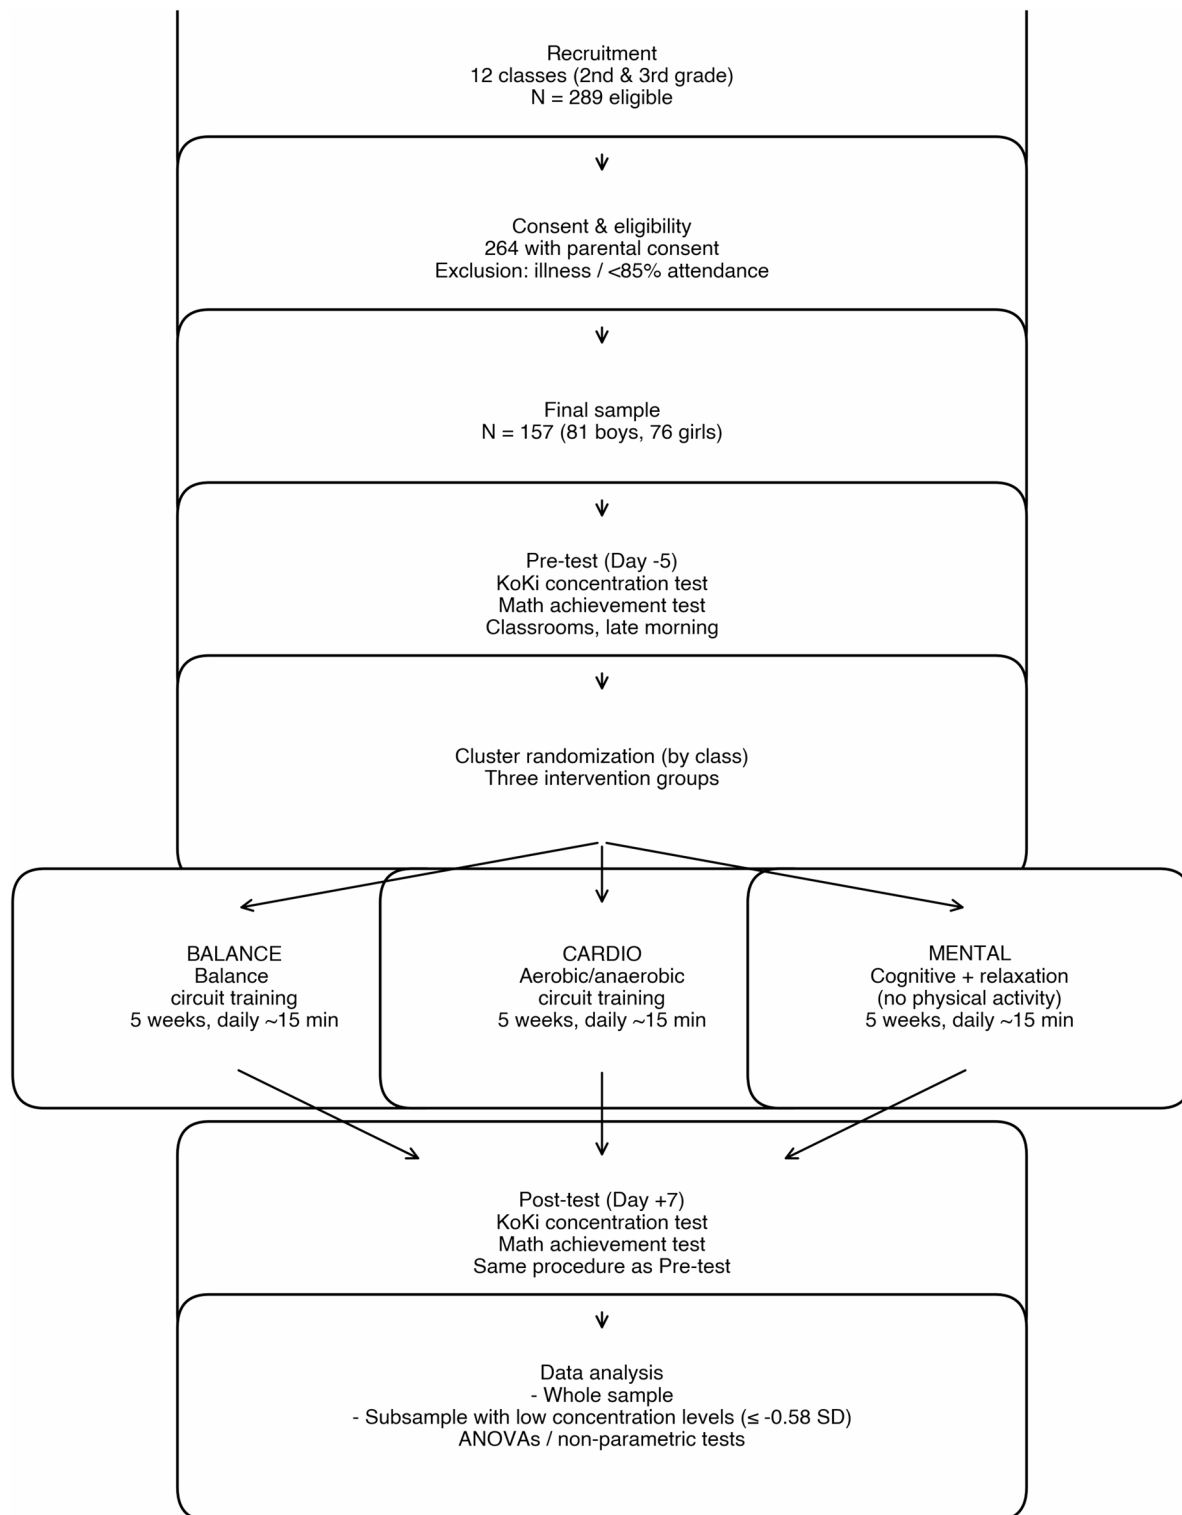 Recruitment
12 classes (2nd & 3rd grade)
N = 289 eligible
Consent & eligibility
264 with parental consent
Exclusion: illness / <85% attendance
Final sample
N = 157 (81 boys, 76 girls)
Pre-test (Day -5)
KoKi concentration test
Math achievement test
Classrooms, late morning
Cluster randomization (by class)
Three intervention groups
BALANCE
Balance
circuit training
5 weeks, daily ~15 min
CARDIO
Aerobic/anaerobic
circuit training
5 weeks, daily ~15 min
MENTAL
Cognitive + relaxation
(no physical activity)
5 weeks, daily ~15 min
Post-test (Day +7)
KoKi concentration test
Math achievement test
Same procedure as Pre-test
Data analysis
- Whole sample
- Subsample with low concentration levels (≤ -0.58 SD)
ANOVAs / non-parametric tests